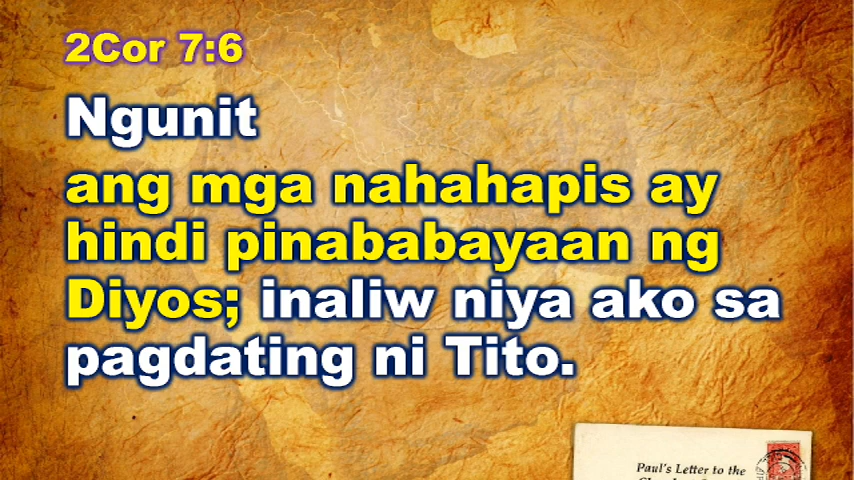 2Cor 7:6
Ngunit
ang mga nahahapis ay
hindi pinababayaan ng
Diyos; inaliw niya ako sa
pagdating ni Tito.
Paul's Letter to the